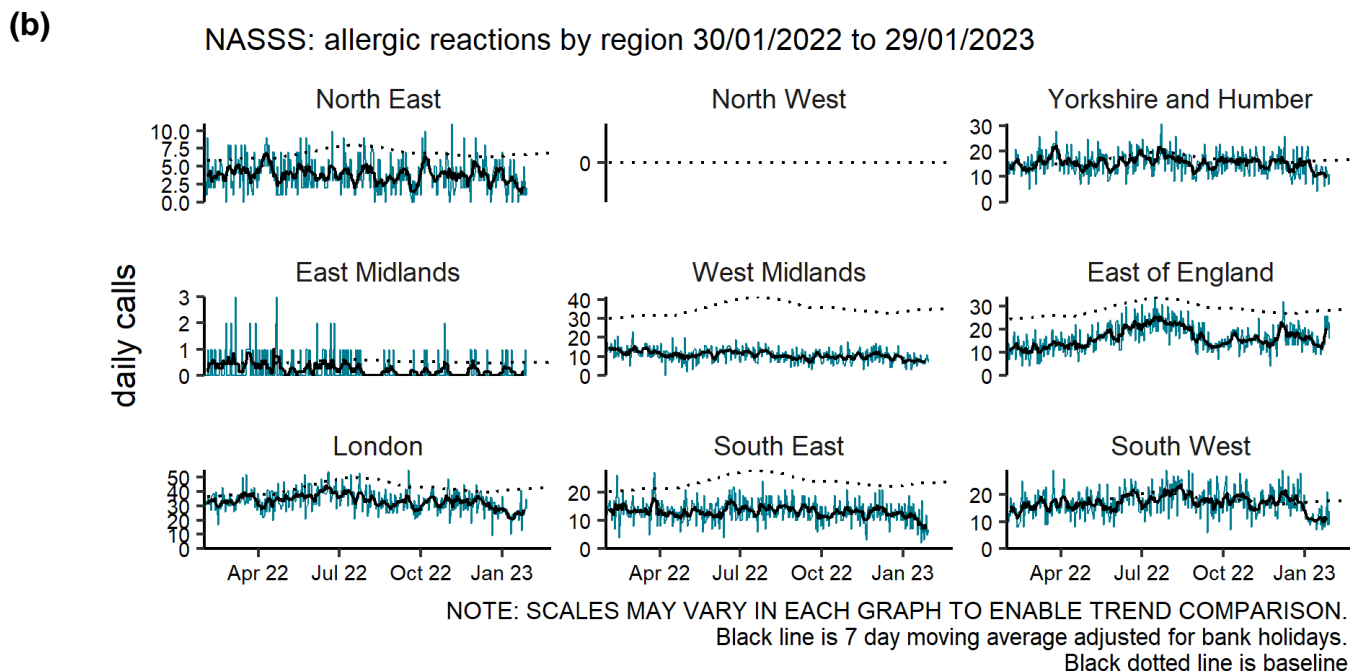 (b)
NASSS: allergic reactions by region 30/01/2022 to 29/01/2023
North East
North West
Yorkshire and Humber
10.0
7.5
5.0
2.5
0.0
0
30
20
10
0
East Midlands
West Midlands
East of England
3
2
1
0
40
30
20
10
0
30
20
10
0
daily calls
London
South East
South West
50
40
30
20
10
0
20
10
0
20
10
0
Apr 22 Jul 22 Oct 22 Jan 23
Apr 22 Jul 22 Oct 22 Jan 23
Apr 22 Jul 22 Oct 22 Jan 23
NOTE: SCALES MAY VARY IN EACH GRAPH TO ENABLE TREND COMPARISON.
Black line is 7 day moving average adjusted for bank holidays.
Black dotted line is baseline